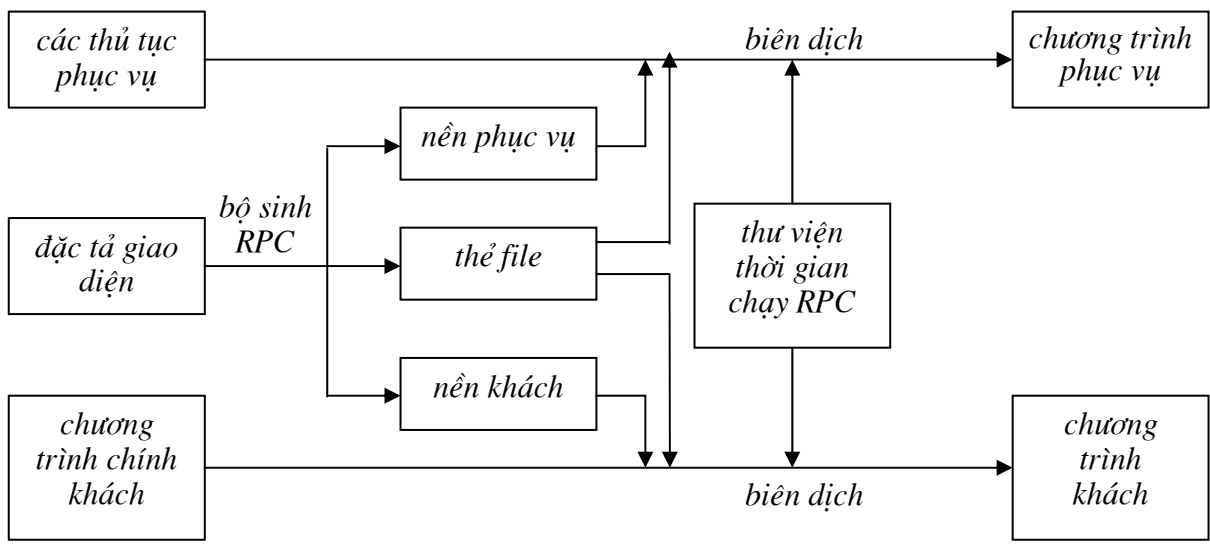 các thủ tục
phục vụ
biên dịch
chương trình
phục vụ
nền phục vụ
bộ sinh
RPC
đặc tả giao
diện
thẻ file
thư viện
thời gian
chạy RPC
nền khách
chương
trình chính
khách
biên dịch
chương
trình
khách